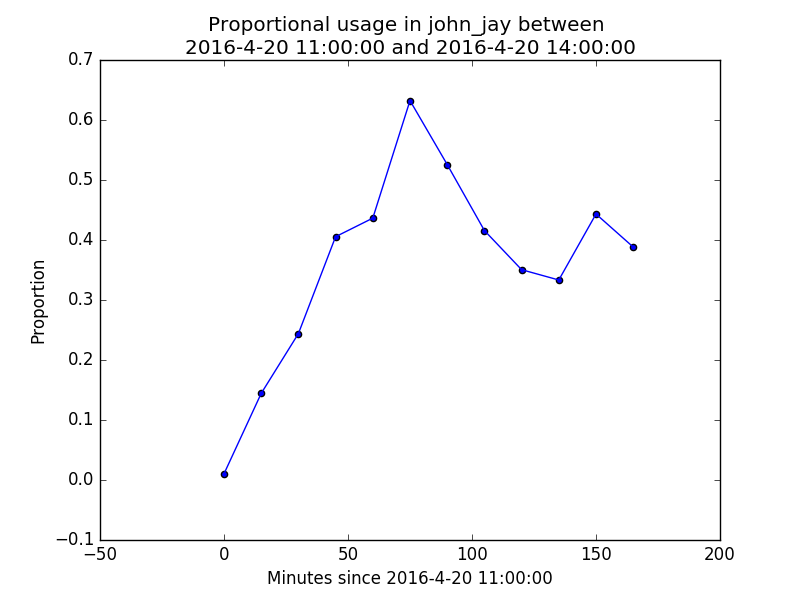 Proportional usage in john_jay between
2016-4-20 11:00:00 and 2016-4-20 14:00:00
0.7
0.6
0.5
0.4
0.3
0.2
0.1
0.0
−0.1
Proportion
−50 0 50 100 150 200
Minutes since 2016-4-20 11:00:00